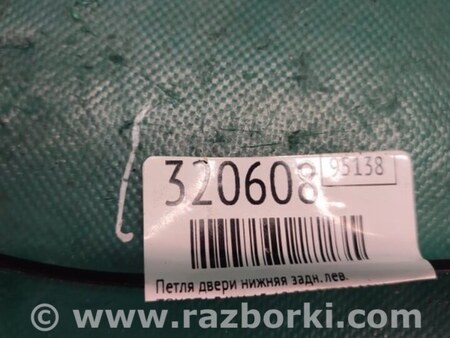 320608
95138
Петля двери нижняя задн.лев.
© www.razborki.com